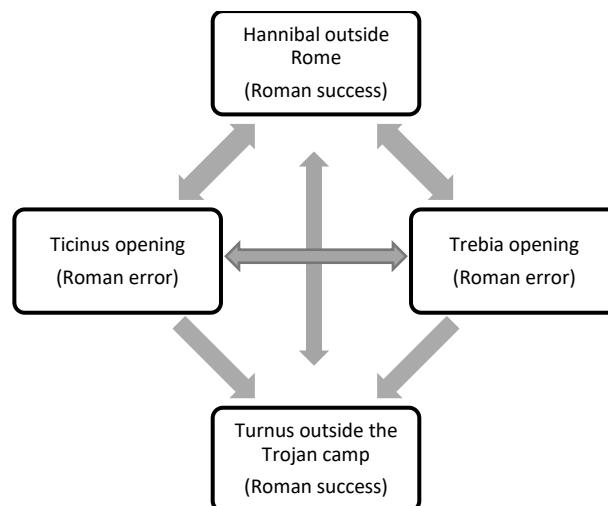 Hannibal outside
Rome
(Roman success)
Ticinus opening
(Roman error)
Trebia opening
(Roman error)
Turnus outside the
Trojan camp
(Roman success)